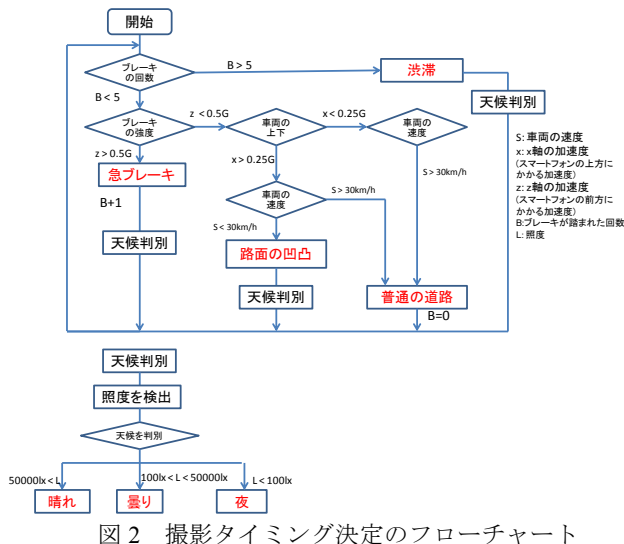 開始
ブレーキ
の回数
B > 5
渋滞
B < 5
天候判別
ブレーキ
の強度
z < 0.5G
車両の
上下
x < 0.25G
車両の
速度
z > 0.5G
急ブレーキ
x > 0.25G
S > 30km/h
B+1
車両の
速度
S > 30km/h
天候判別
S < 30km/h
路面の凹凸
天候判別
普通の道路
B=0
S: 車両の速度
x: x軸の加速度
(スマートフォンの上方に
かかる加速度)
z: z軸の加速度
(スマートフォンの前方に
かかる加速度)
B:ブレーキが踏まれた回数
L: 照度
天候判別
照度を検出
天候を判別
50000lx < L
100lx < L < 50000lx
L < 100lx
晴れ
曇り
夜
図 2 撮影タイミング決定のフローチャート